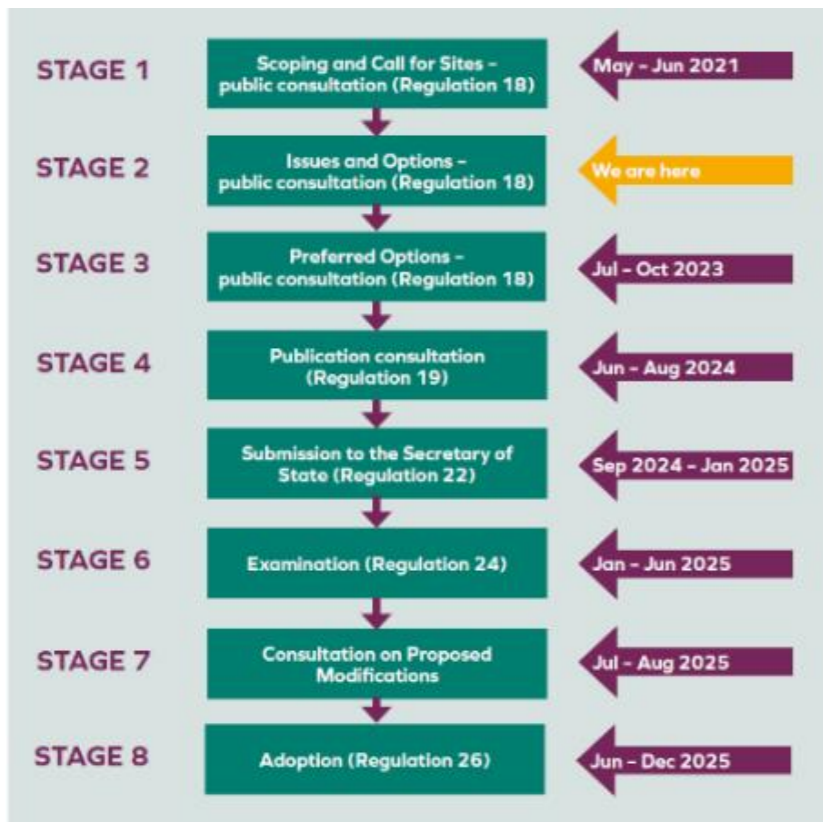 STAGE 1
Scoping and Call for Sites –
public consultation (Regulation 18)
May – Jun 2021
STAGE 2
Issues and Options –
public consultation (Regulation 18)
We are here
STAGE 3
Preferred Options –
public consultation (Regulation 18)
Jul – Oct 2023
STAGE 4
Publication consultation
(Regulation 19)
Jun – Aug 2024
STAGE 5
Submission to the Secretary of
State (Regulation 22)
Sep 2024 – Jan 2025
STAGE 6
Examination (Regulation 24)
Jan – Jun 2025
STAGE 7
Consultation on Proposed
Modifications
Jul – Aug 2025
STAGE 8
Adoption (Regulation 26)
Jun – Dec 2025